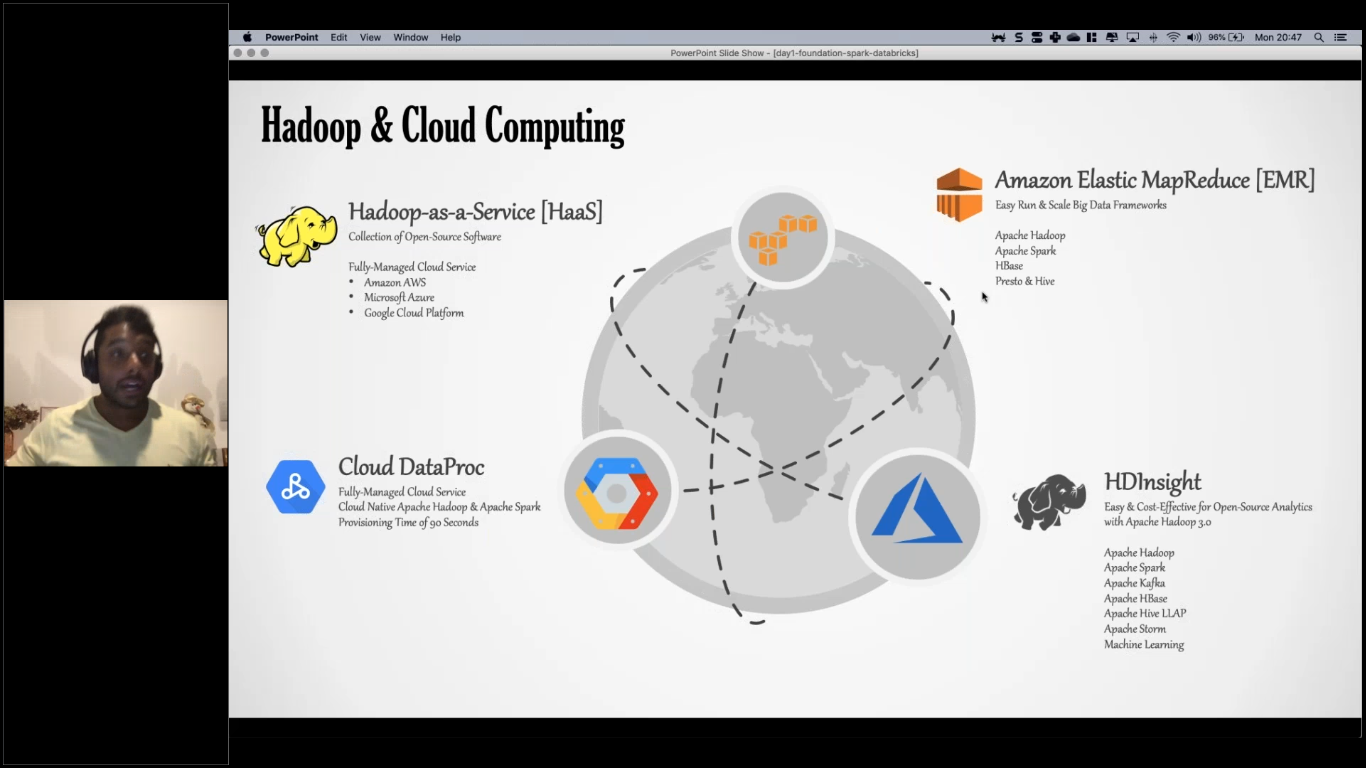 PowerPoint Edit View Window Help
96% Mon 20:47
PowerPoint Slide Show - [day1-foundation-spark-databricks]
Hadoop & Cloud Computing
Hadoop-as-a-Service [HaaS]
Collection of Open-Source Software
Fully-Managed Cloud Service
• Amazon AWS
• Microsoft Azure
• Google Cloud Platform
Amazon Elastic MapReduce [EMR]
Easy Run & Scale Big Data Frameworks
Apache Hadoop
Apache Spark
HBase
Presto & Hive
Cloud DataProc
Fully-Managed Cloud Service
Cloud Native Apache Hadoop & Apache Spark
Provisioning Time of 90 Seconds
HDInsight
Easy & Cost-Effective for Open-Source Analytics
with Apache Hadoop 3.0
Apache Hadoop
Apache Spark
Apache Kafka
Apache HBase
Apache Hive LLAP
Apache Storm
Machine Learning